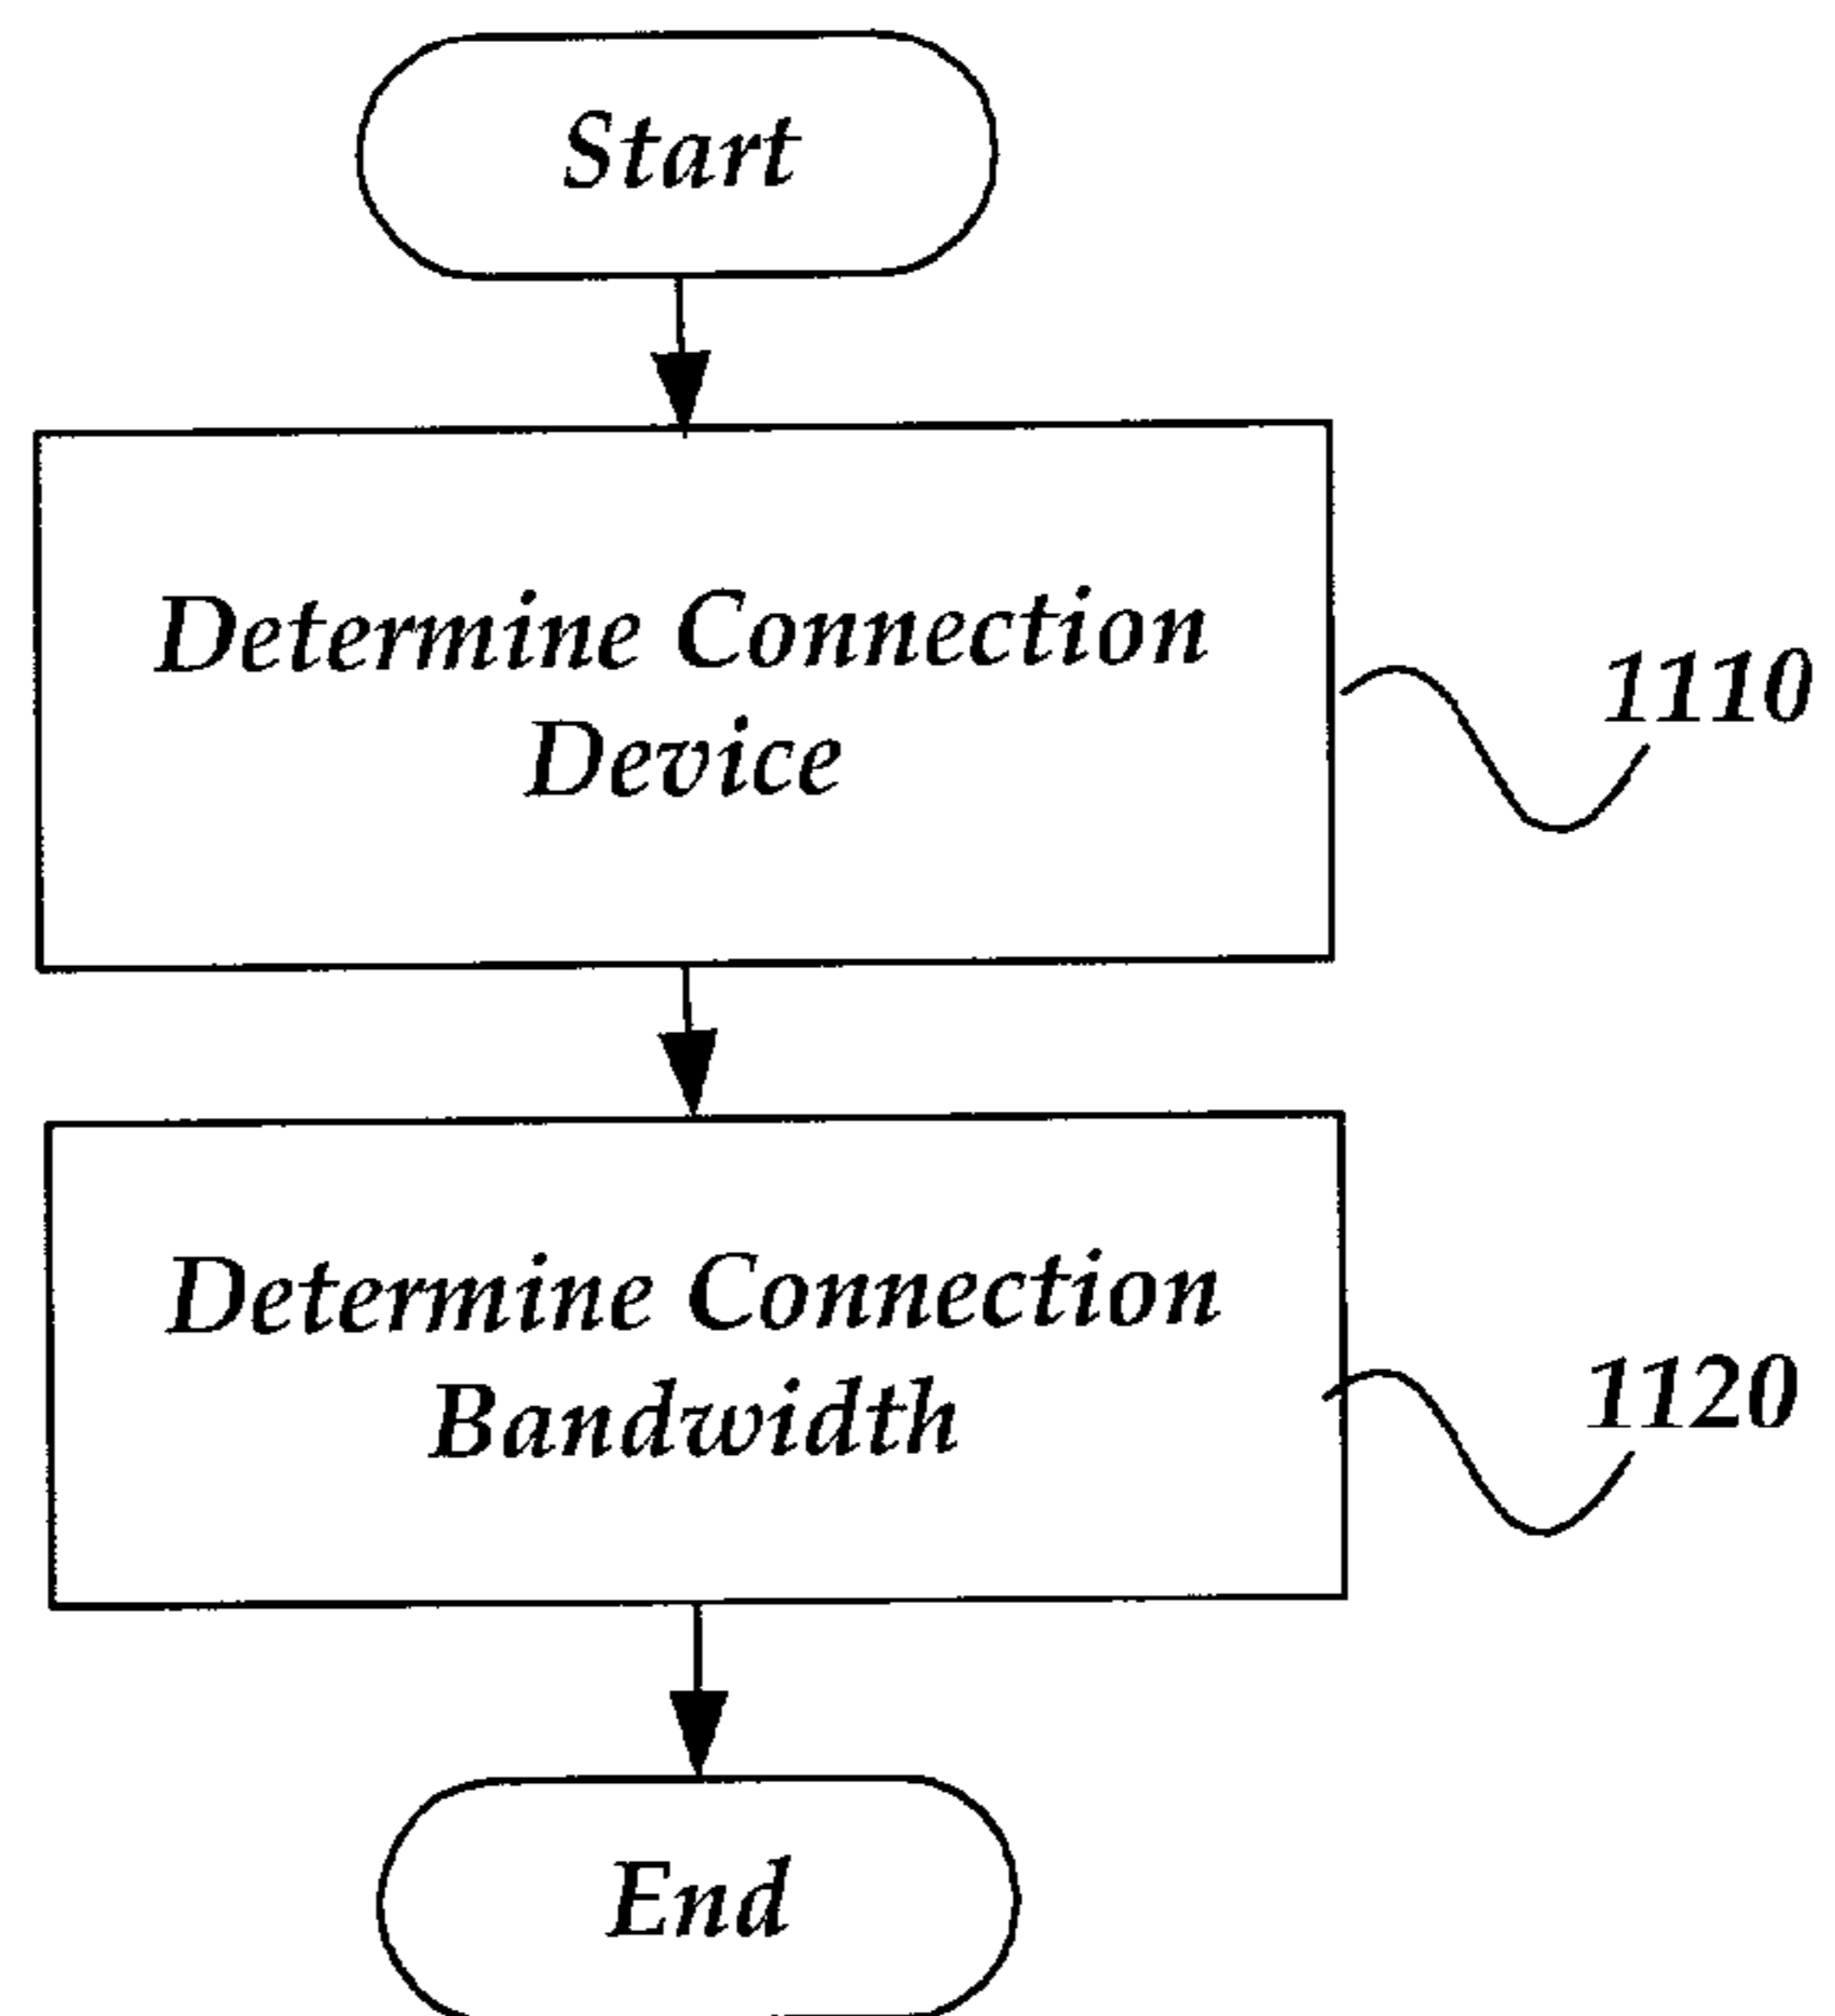 Start
Determine Connection
Device
1110
Determine Connection
Bandwidth
1120
End